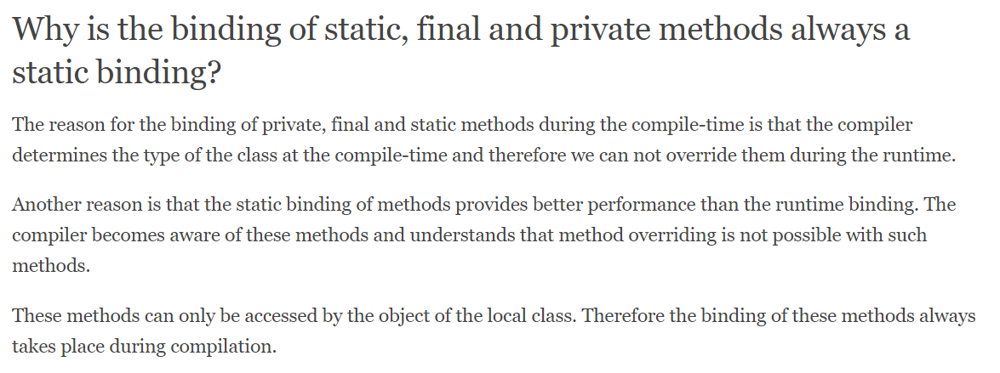 Why is the binding of static, final and private methods always a
static binding?
The reason for the binding of private, final and static methods during the compile-time is that the compiler
determines the type of the class at the compile-time and therefore we can not override them during the runtime.
Another reason is that the static binding of methods provides better performance than the runtime binding. The
compiler becomes aware of these methods and understands that method overriding is not possible with such
methods.
These methods can only be accessed by the object of the local class. Therefore the binding of these methods always
takes place during compilation.